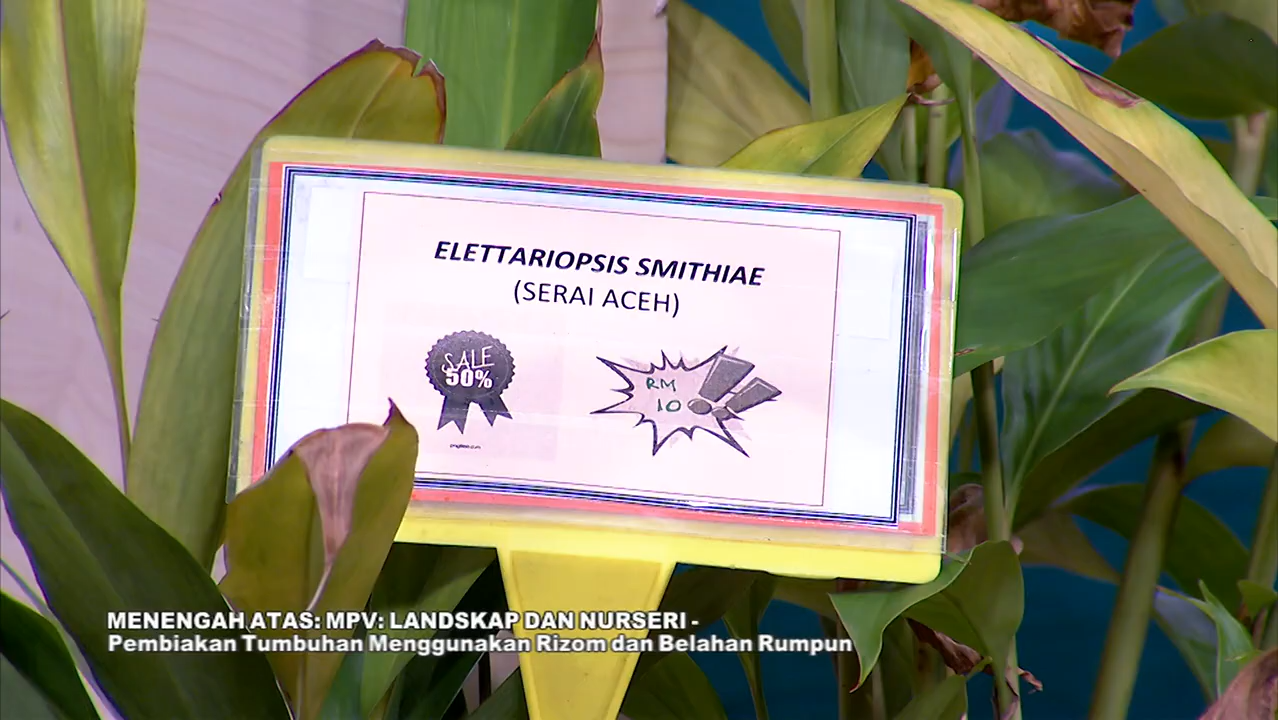 ELETTARIOPSIS SMITHIAE
(SERAI ACEH)
SALE
50%
RM
10
MENENGAH ATAS: MPV: LANDSKAP DAN NURSERI -
Pembiakan Tumbuhan Menggunakan Rizom dan Belahan Rumpun